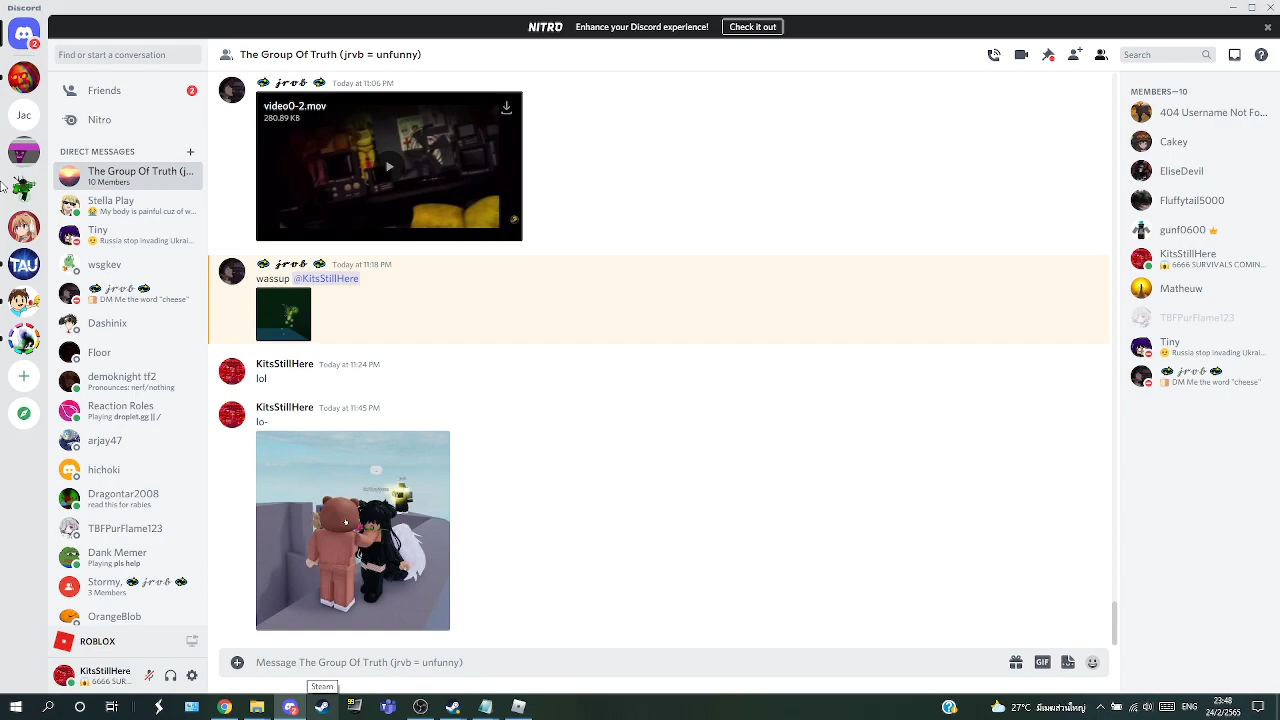 Discord
NITRO Enhance your Discord experience! Check it out
Find or start a conversation
The Group Of Truth (jrvb = unfunny)
Search
2
Jac
TAU
Friends 2
Nitro
DIRECT MESSAGES
The Group Of Truth (j...
10 Members
Stella Play
My body is painful cuz of w...
Tiny
Russia stop invading Ukrai...
wsgkev
𝓳𝓻𝓿𝓫
DM Me the word "cheese"
Dashinix
Floor
demoknight tf2
Pronouns: nerf/nothing
Reaction Roles
Playing droplet.gg || /
arjay47
hichoki
Dragontar2008
read this for rabies
TBFPurFlame123
Dank Memer
Playing pls help
Stormy, 𝓳𝓻𝓿𝓫
3 Members
OrangeBlob
ROBLOX
KitsStillHere
6666 SUR...
𝓳𝓻𝓿𝓫 Today at 11:06 PM
video0-2.mov
280.89 KB
𝓳𝓻𝓿𝓫 Today at 11:18 PM
wassup @KitsStillHere
KitsStillHere Today at 11:24 PM
lol
KitsStillHere Today at 11:45 PM
lo-
Message The Group Of Truth (jrvb = unfunny)
GIF
MEMBERS—10
404 Username Not Fo...
Cakey
EliseDevil
Fluffytail5000
gunf0600
KitsStillHere
6666 SURVIVALS COMIN...
Matheuw
TBFPurFlame123
Tiny
Russia stop invading Ukrai...
𝓳𝓻𝓿𝓫
DM Me the word "cheese"
Steam
27°C
23:48
24/2/2565